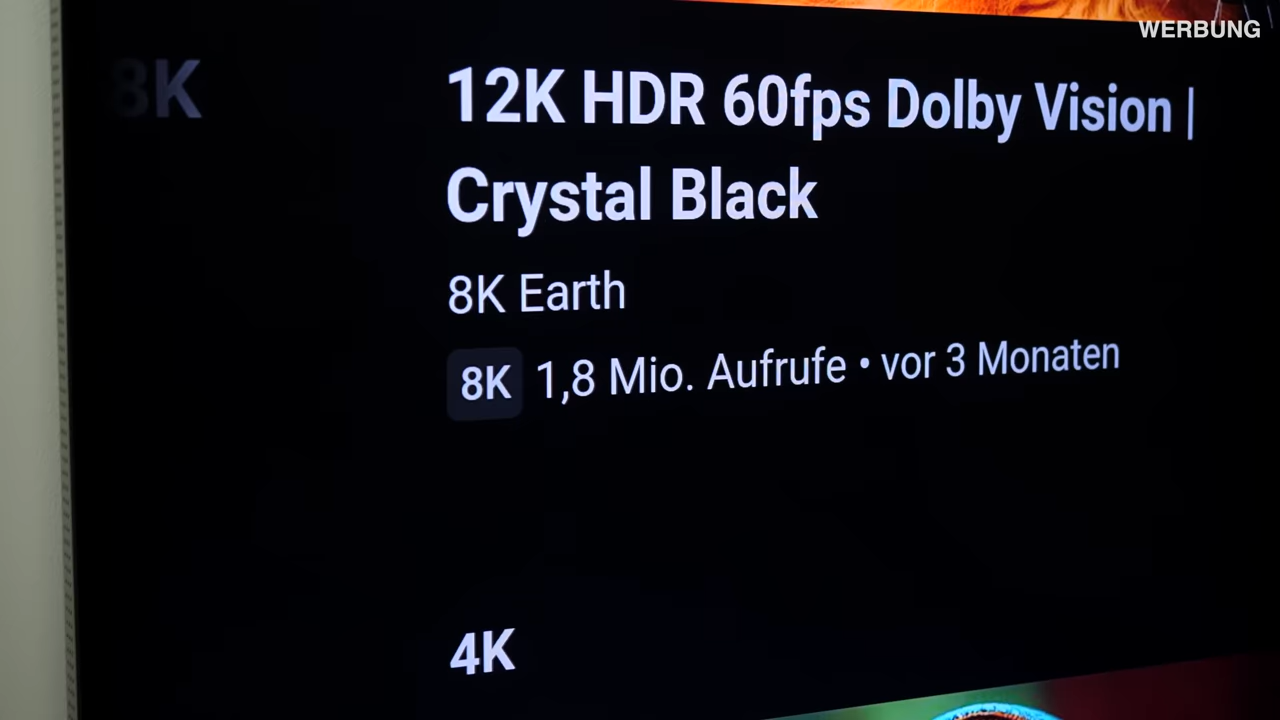 WERBUNG
8K
12K HDR 60fps Dolby Vision |
Crystal Black
8K Earth
8K 1,8 Mio. Aufrufe • vor 3 Monaten
4K